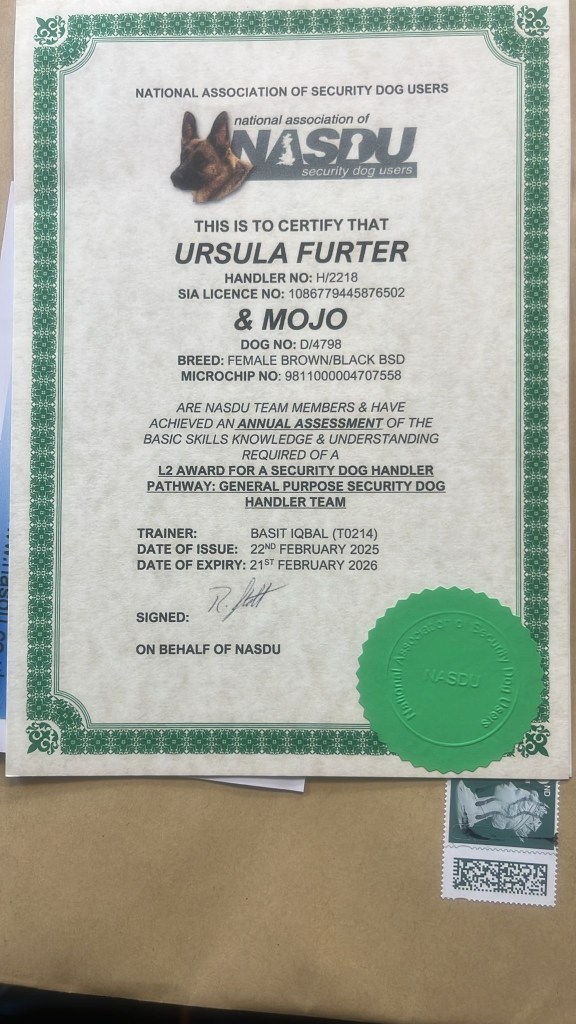 NATIONAL ASSOCIATION OF SECURITY DOG USERS
national association of
NASDU
security dog users
THIS IS TO CERTIFY THAT
URSULA FURTER
HANDLER NO: H/2218
SIA LICENCE NO: 1086779445876502
& MOJO
DOG NO: D/4798
BREED: FEMALE BROWN/BLACK BSD
MICROCHIP NO: 9811000004707558
ARE NASDU TEAM MEMBERS & HAVE
ACHIEVED AN ANNUAL ASSESSMENT OF THE
BASIC SKILLS KNOWLEDGE & UNDERSTANDING
REQUIRED OF A
L2 AWARD FOR A SECURITY DOG HANDLER
PATHWAY: GENERAL PURPOSE SECURITY DOG
HANDLER TEAM
TRAINER: BASIT IQBAL (T0214)
DATE OF ISSUE: 22ND FEBRUARY 2025
DATE OF EXPIRY: 21ST FEBRUARY 2026
SIGNED:
ON BEHALF OF NASDU
National Association of Security Dog Users
NASDU